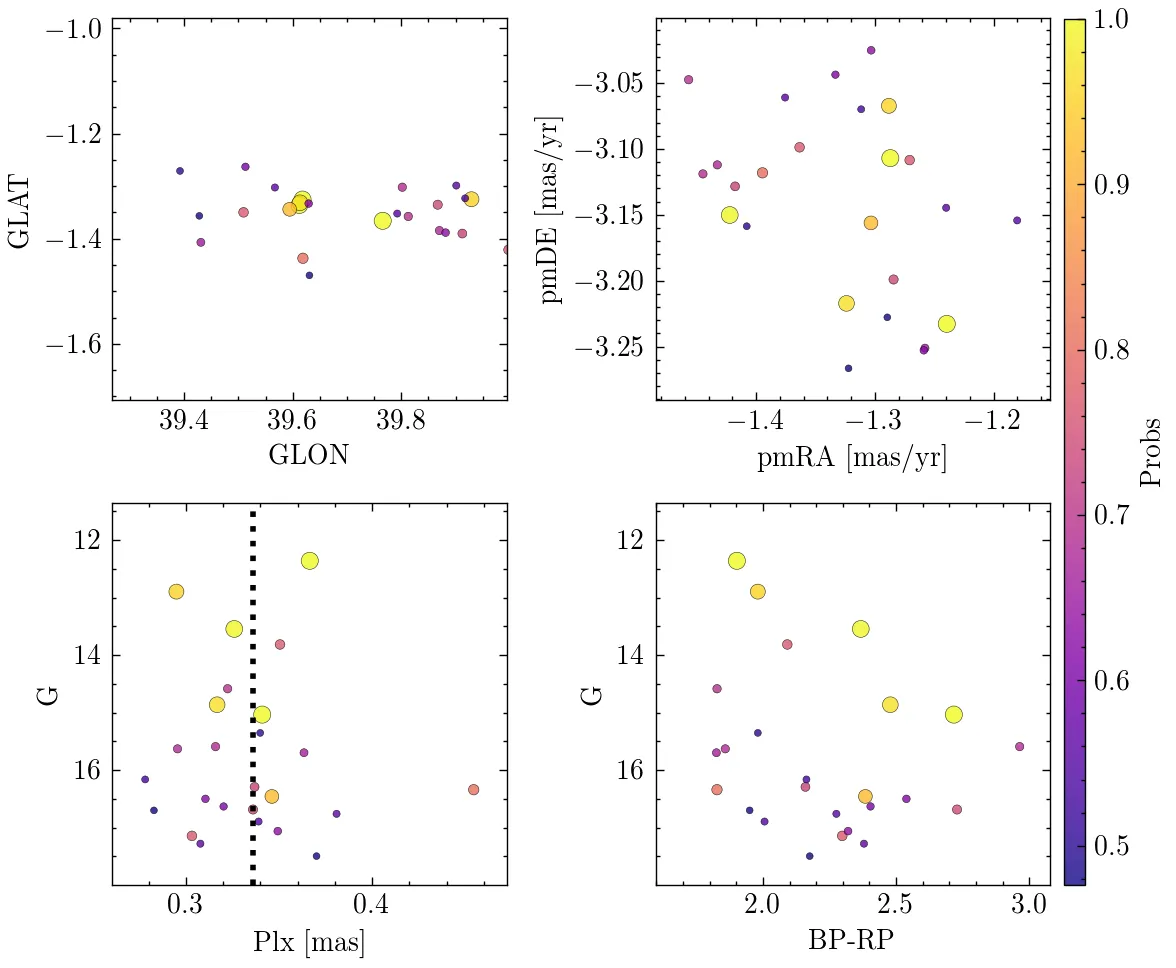 −1.0
−1.2
−1.4
−1.6
GLAT
39.4 39.6 39.8
GLON
−3.05
−3.10
−3.15
−3.20
−3.25
pmDE [mas/yr]
−1.4 −1.3 −1.2
pmRA [mas/yr]
12
14
16
G
0.3 0.4
Plx [mas]
12
14
16
G
2.0 2.5 3.0
BP-RP
1.0
0.9
0.8
0.7
0.6
0.5
Probs